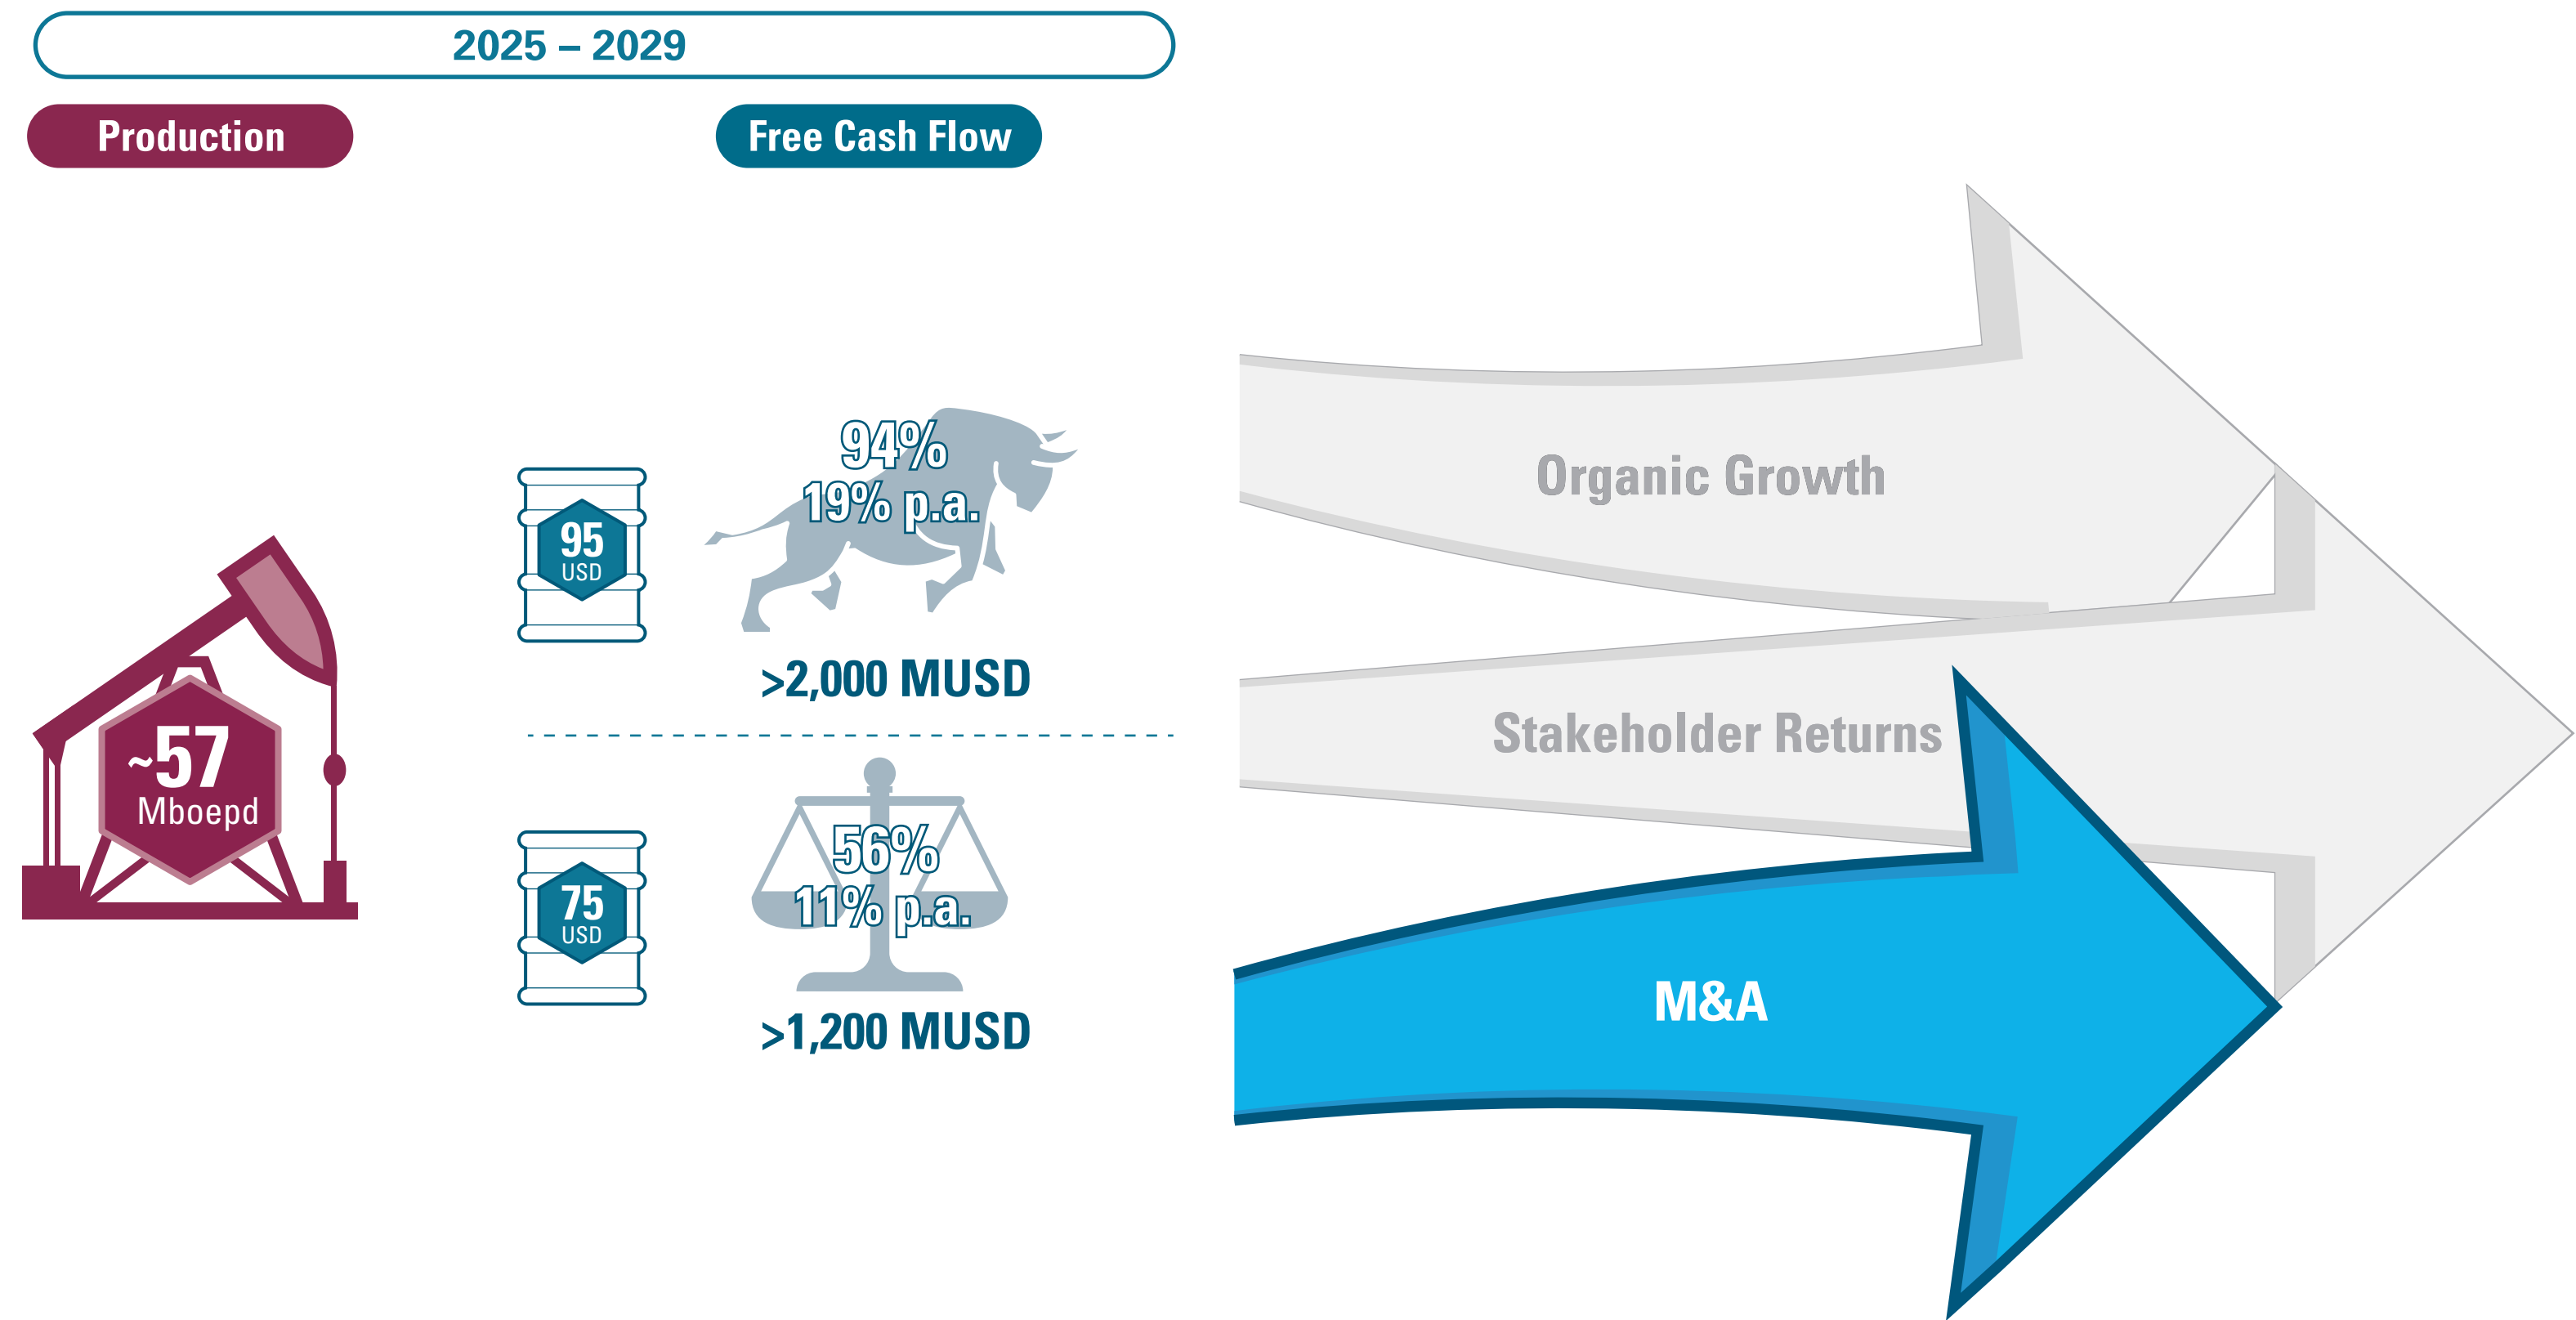 2025 – 2029
Production
Free Cash Flow
~57
Mboepd
95
USD
94%
19% p.a.
>2,000 MUSD
75
USD
56%
11% p.a.
>1,200 MUSD
Organic Growth
Stakeholder Returns
M&A